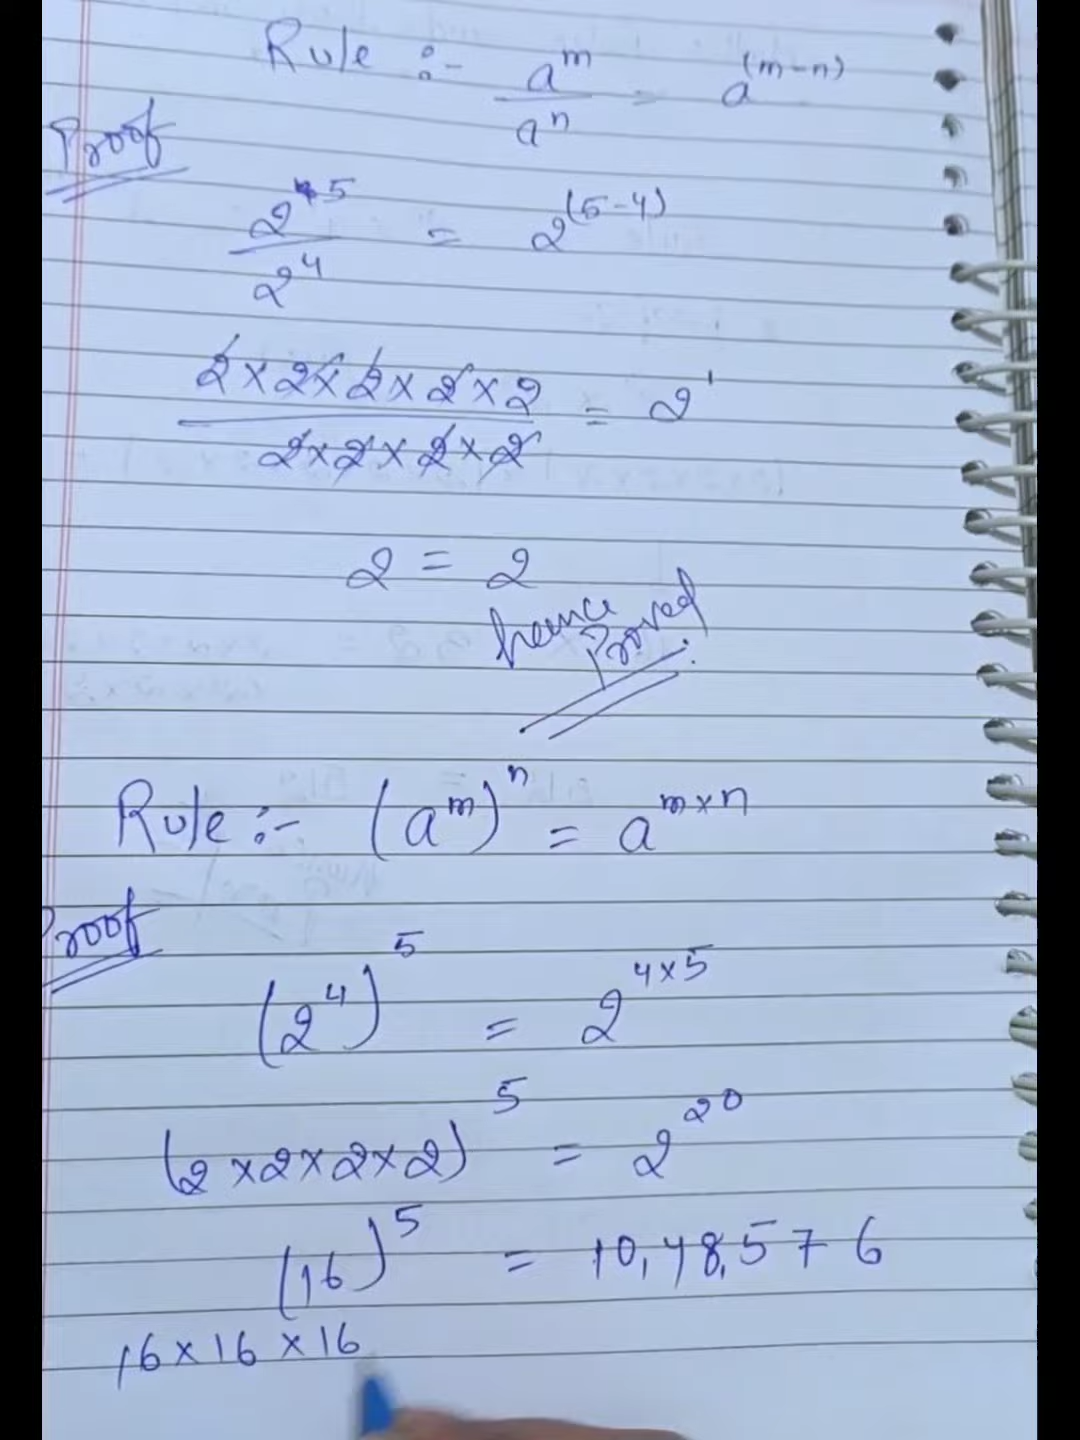 Rule :- a^m / a^n = a^(m-n)
Proof
2^5 / 2^4 = 2^(5-4)
2 × 2 × 2 × 2 × 2 / 2 × 2 × 2 × 2 = 2^1
2 = 2
hence
Proved.
Rule :- (a^m)^n = a^m×n
Proof
(2^4)^5 = 2^4×5
(2 × 2 × 2 × 2)^5 = 2^20
(16)^5 = 10,48,576
16 × 16 × 16